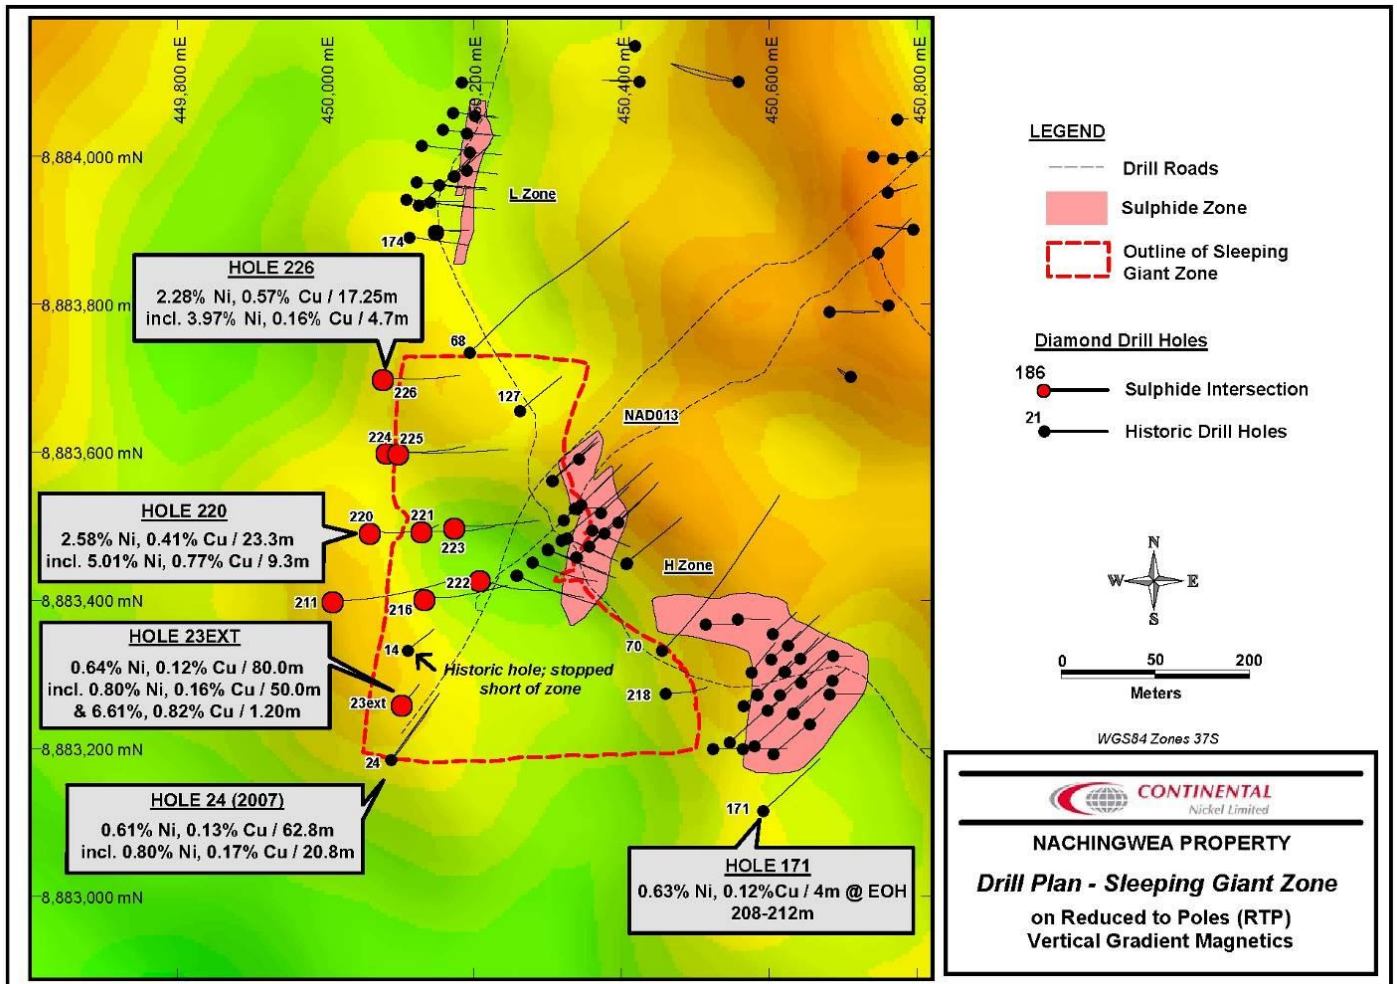 449,800 mE
450,000 mE
450,200 mE
450,400 mE
450,600 mE
450,800 mE
8,884,000 mN
L Zone
174
HOLE 226
2.28% Ni, 0.57% Cu / 17.25m
incl. 3.97% Ni, 0.16% Cu / 4.7m
8,883,800 m
68
226
127
NAD013
224
225
8,883,600 mN
HOLE 220
2.58% Ni, 0.41% Cu / 23.3m
incl. 5.01% Ni, 0.77% Cu / 9.3m
220
221
223
H Zone
222
8,883,400 mN
211
216
HOLE 23EXT
0.64% Ni, 0.12% Cu / 80.0m
incl. 0.80% Ni, 0.16% Cu / 50.0m
& 6.61%, 0.82% Cu / 1.20m
14
Historic hole; stopped
short of zone
70
218
23ext
8,883,200 mN
24
HOLE 24 (2007)
0.61% Ni, 0.13% Cu / 62.8m
incl. 0.80% Ni, 0.17% Cu / 20.8m
171
HOLE 171
0.63% Ni, 0.12%Cu / 4m @ EOH
208-212m
8,883,000 mN
LEGEND
Drill Roads
Sulphide Zone
Outline of Sleeping
Giant Zone
Diamond Drill Holes
186
Sulphide Intersection
21
Historic Drill Holes
N
W
E
S
0 50 200
Meters
WGS84 Zones 37S
CONTINENTAL
Nickel Limited
NACHINGWEA PROPERTY
Drill Plan - Sleeping Giant Zone
on Reduced to Poles (RTP)
Vertical Gradient Magnetics